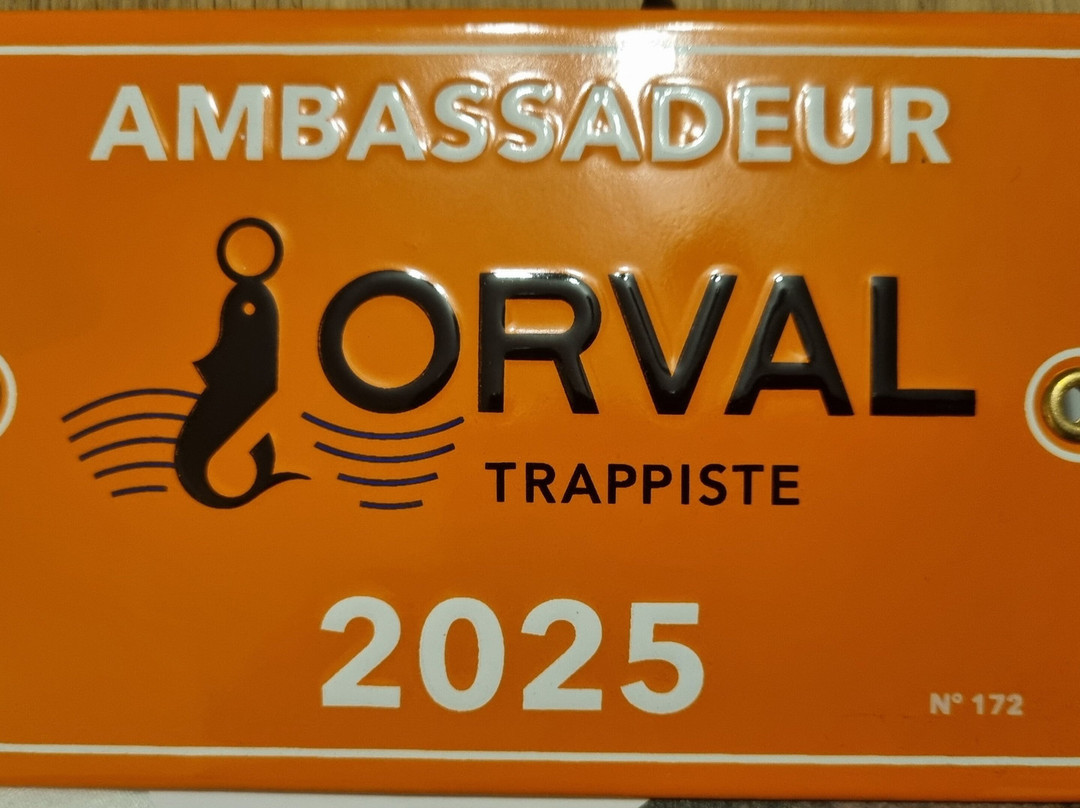 AMBASSADEUR
ORVAL
TRAPPISTE
2025
N° 172